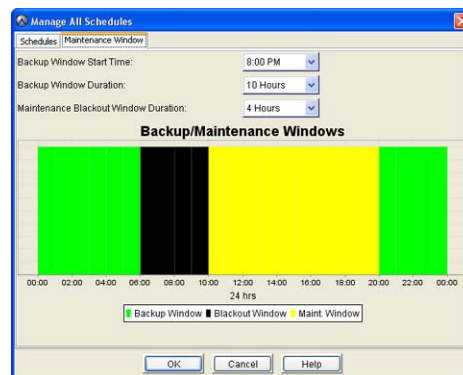 Manage All Schedules
Schedules Maintenance Window
Backup Window Start Time: 8:00 PM
Backup Window Duration: 10 Hours
Maintenance Blackout Window Duration: 4 Hours
Backup/Maintenance Windows
00:00 02:00 04:00 06:00 08:00 10:00 12:00 14:00 16:00 18:00 20:00 22:00 00:00
24 hrs
Backup Window Blackout Window Maint. Window
OK Cancel Help